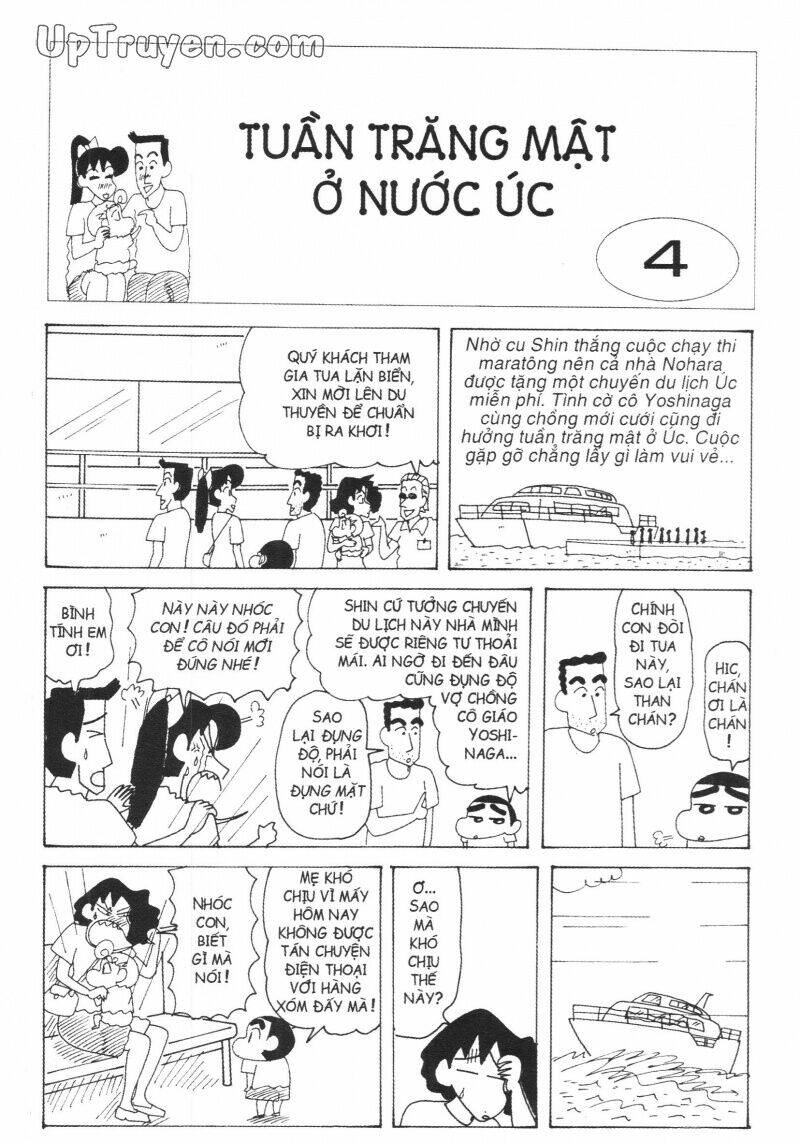 UpTruyen.com
TUẦN TRĂNG MẬT
Ở NƯỚC ÚC
4
Nhờ cu Shin thắng cuộc chạy thi
maratông nên cả nhà Nohara
được tặng một chuyến du lịch Úc
miễn phí. Tình cờ cô Yoshinaga
cùng chồng mới cưới cũng đi
hưởng tuần trăng mật ở Úc. Cuộc
gặp gỡ chẳng lấy gì làm vui vẻ...
QUÝ KHÁCH THAM
GIA TUA LẶN BIỂN,
XIN MỜI LÊN DU
THUYỀN ĐỂ CHUẨN
BỊ RA KHƠI!
HIC,
CHÁN
ƠI LÀ
CHÁN
!
CHÍNH
CON ĐÒI
ĐI TUA
NÀY,
SAO LẠI
THAN
CHÁN?
SHIN CỨ TƯỞNG CHUYẾN
DU LỊCH NÀY NHÀ MÌNH
SẼ ĐƯỢC RIÊNG TƯ THOẢI
MÁI. AI NGỜ ĐI ĐẾN ĐÂU
CŨNG ĐỤNG ĐỘ
VỢ CHỒNG
CÔ GIÁO
YOSHI-
NAGA...
SAO
LẠI ĐỤNG
ĐỘ, PHẢI
NÓI LÀ
ĐỤNG MẶT
CHỨ!
NÀY NÀY NHÓC
CON! CÂU ĐÓ PHẢI
ĐỂ CÔ NÓI MỚI
ĐÚNG NHÉ!
BÌNH
TĨNH EM
ƠI!
Ơ...
SAO
MÀ
KHÓ
CHỊU
THẾ
NÀY?
MẸ KHÓ
CHỊU VÌ MẤY
HÔM NAY
KHÔNG ĐƯỢC
TÁN CHUYỆN
ĐIỆN THOẠI
VỚI HÀNG
XÓM ĐẤY MÀ!
NHÓC
CON,
BIẾT
GÌ MÀ
NÓI!